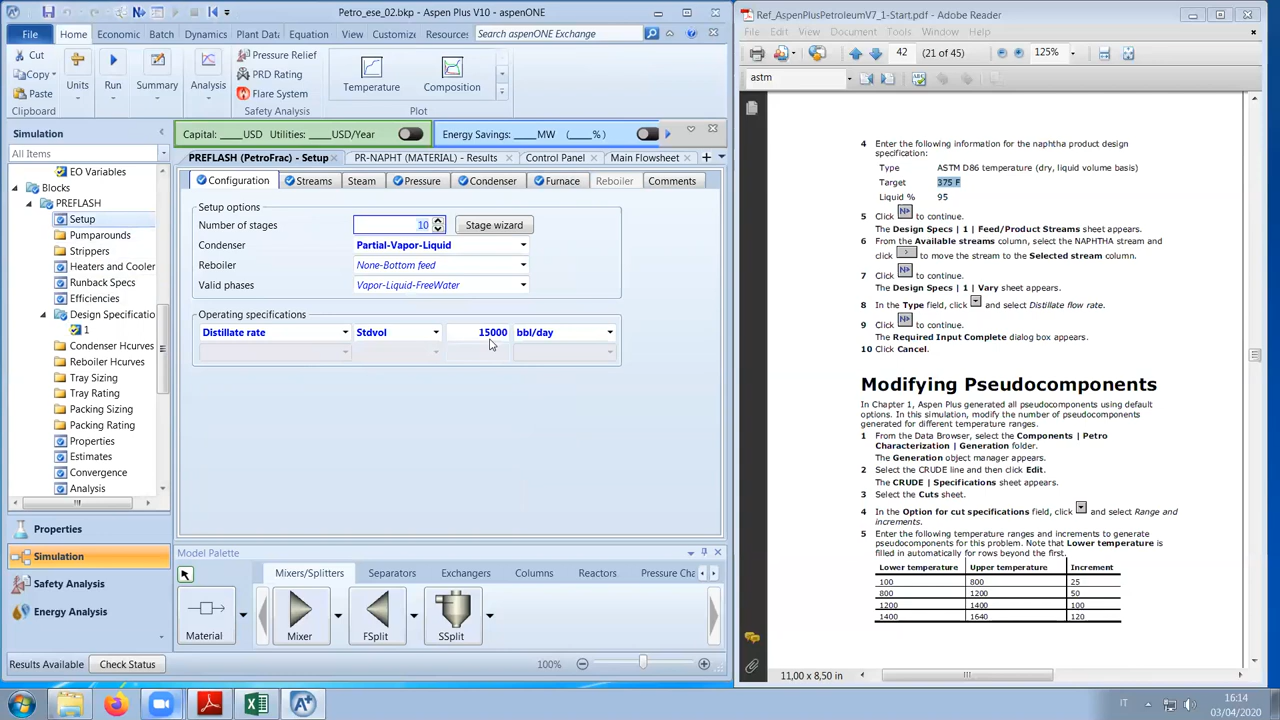 Petro_ese_02.bkp - Aspen Plus V10 - aspenONE
File Home Economic Batch Dynamics Plant Data Equation View Customiz Resource: Search aspenONE Exchange
Cut
Copy
Paste
Clipboard
Units
Run
Summary
Analysis
Pressure Relief
PRD Rating
Flare System
Safety Analysis
Temperature
Composition
Plot
Simulation
All Items
Capital: ____USD Utilities: ____USD/Year
Energy Savings: ____MW (____%)
PREFLASH (PetroFrac) - Setup
PR-NAPHT (MATERIAL) - Results
Control Panel
Main Flowsheet
EO Variables
Blocks
PREFLASH
Setup
Pumparounds
Strippers
Heaters and Cooler
Runback Specs
Efficiencies
Design Specificatio
1
Condenser Hcurves
Reboiler Hcurves
Tray Sizing
Tray Rating
Packing Sizing
Packing Rating
Properties
Estimates
Convergence
Analysis
Properties
Simulation
Safety Analysis
Energy Analysis
Configuration Streams Steam Pressure Condenser Furnace Reboiler Comments
Setup options
Number of stages 10 Stage wizard
Condenser Partial-Vapor-Liquid
Reboiler None-Bottom feed
Valid phases Vapor-Liquid-FreeWater
Operating specifications
Distillate rate Stdvol 15000 bbl/day
Model Palette
Mixers/Splitters Separators Exchangers Columns Reactors Pressure Cha
Material
Mixer
FSplit
SSplit
Results Available Check Status
100%
Ref_AspenPlusPetroleumV7_1-Start.pdf - Adobe Reader
File Edit View Document Tools Window Help
42 (21 of 45) 125%
astm
4 Enter the following information for the naphtha product design
specification:
Type ASTM D86 temperature (dry, liquid volume basis)
Target 375 F
Liquid % 95
5 Click N> to continue.
The Design Specs | 1 | Feed/Product Streams sheet appears.
6 From the Available streams column, select the NAPHTHA stream and
click > to move the stream to the Selected stream column.
7 Click N> to continue.
The Design Specs | 1 | Vary sheet appears.
8 In the Type field, click and select Distillate flow rate.
9 Click N> to continue.
The Required Input Complete dialog box appears.
10 Click Cancel.
Modifying Pseudocomponents
In Chapter 1, Aspen Plus generated all pseudocomponents using default
options. In this simulation, modify the number of pseudocomponents
generated for different temperature ranges.
1 From the Data Browser, select the Components | Petro
Characterization | Generation folder.
The Generation object manager appears.
2 Select the CRUDE line and then click Edit.
The CRUDE | Specifications sheet appears.
3 Select the Cuts sheet.
4 In the Option for cut specifications field, click and select Range and
increments.
5 Enter the following temperature ranges and increments to generate
pseudocomponents for this problem. Note that Lower temperature is
filled in automatically for rows beyond the first.
Lower temperature Upper temperature Increment
100 800 25
800 1200 50
1200 1400 100
1400 1640 120
11,00 x 8,50 in
IT
16:14
03/04/2020